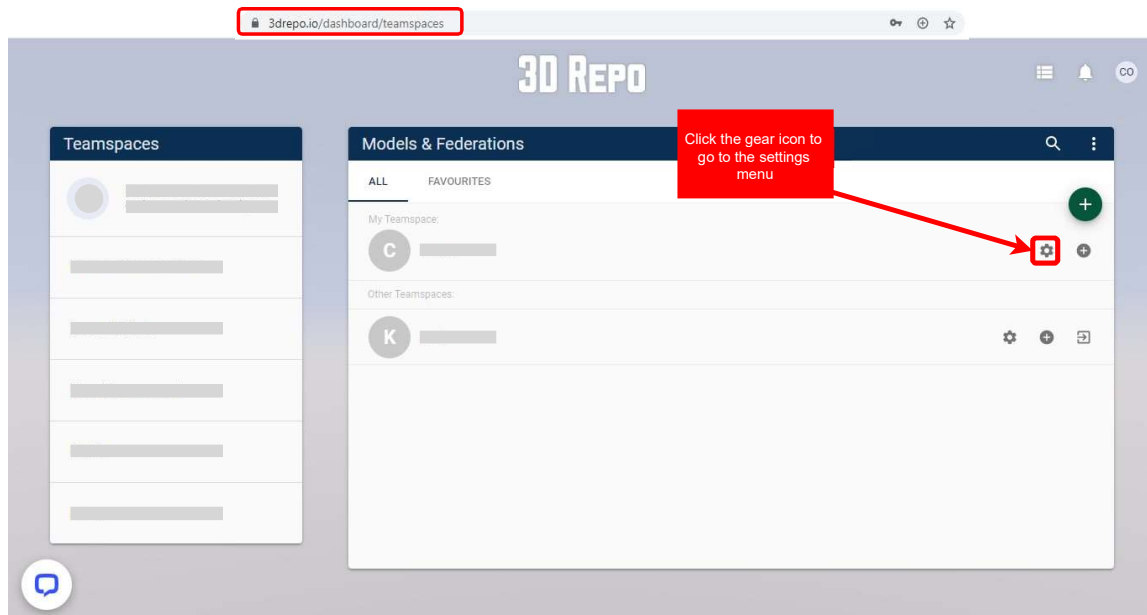 3drepo.io/dashboard/teamspaces
3D REPO
CO
Teamspaces
Models & Federations
Click the gear icon to
go to the settings
menu
ALL
FAVOURITES
My Teamspace:
C
Other Teamspaces:
K